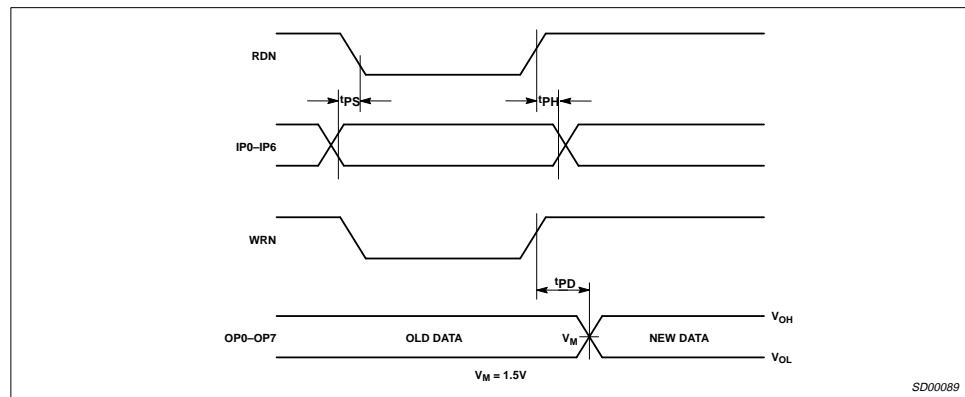 RDN
tPS
tPH
IP0–IP6
WRN
tPD
VOH
OP0–OP7 OLD DATA VM NEW DATA
VOL
VM = 1.5V
SD00089